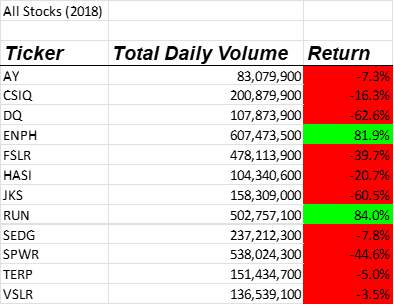 All Stocks (2018)
Ticker Total Daily Volume Return
AY 83,079,900 -7.3%
CSIQ 200,879,900 -16.3%
DQ 107,873,900 -62.6%
ENPH 607,473,500 81.9%
FSLR 478,113,900 -39.7%
HASI 104,340,600 -20.7%
JKS 158,309,000 -60.5%
RUN 502,757,100 84.0%
SEDG 237,212,300 -7.8%
SPWR 538,024,300 -44.6%
TERP 151,434,700 -5.0%
VSLR 136,539,100 -3.5%